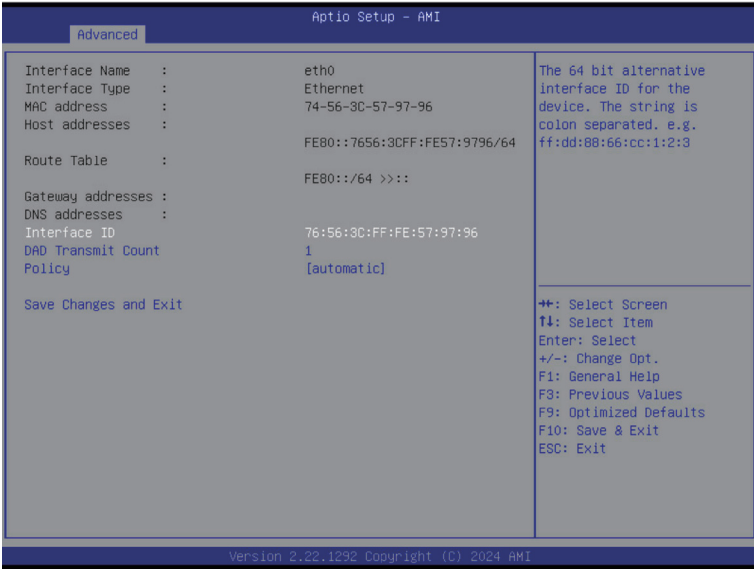 Aptio Setup - AMI
Advanced
Interface Name : eth0
Interface Type : Ethernet
MAC address : 74-56-3C-57-97-96
Host addresses :
FE80::7656:3CFF:FE57:9796/64
Route Table :
FE80::/64 >>::
Gateway addresses :
DNS addresses :
Interface ID 76:56:3C:FF:FE:57:97:96
DAD Transmit Count 1
Policy [automatic]
Save Changes and Exit
The 64 bit alternative
interface ID for the
device. The string is
colon separated. e.g.
ff:dd:88:66:cc:1:2:3
→←: Select Screen
↑↓: Select Item
Enter: Select
+/-: Change Opt.
F1: General Help
F3: Previous Values
F9: Optimized Defaults
F10: Save & Exit
ESC: Exit
Version 2.22.1292 Copyright (C) 2024 AMI